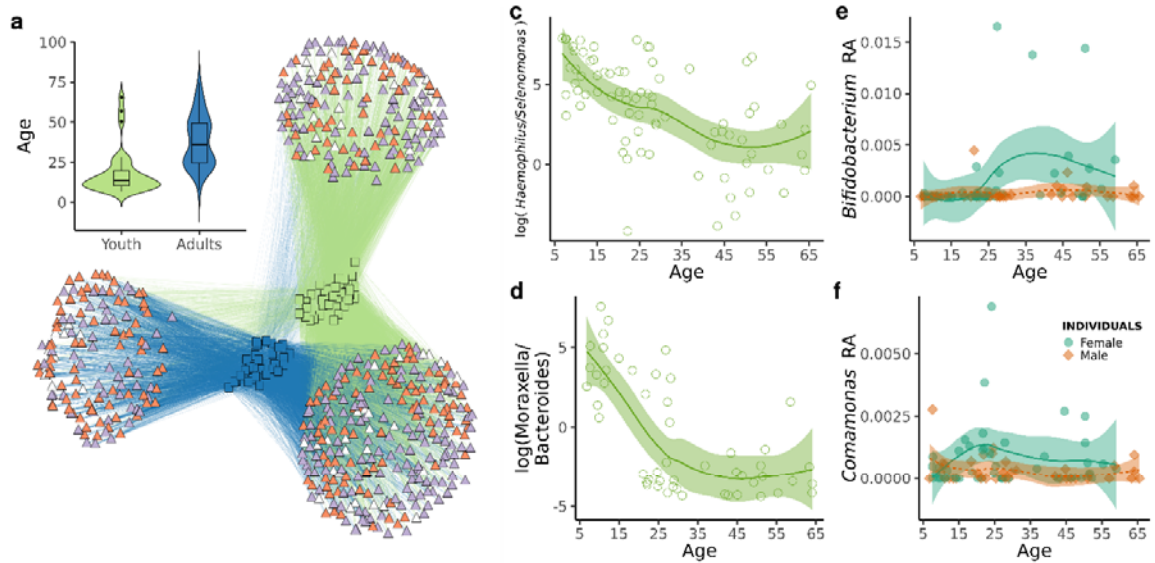 a
100
75
50
25
0
Age
Youth
Adults
c
log( Haemophilus/Selenomonas )
5
0
5
15
25
35
45
55
65
Age
d
log(Moraxella/
Bacteroides)
5
0
-5
5
15
25
35
45
55
65
Age
e
Bifidobacterium RA
0.015
0.010
0.005
0.000
5
15
25
35
45
55
65
Age
f
Comamonas RA
0.0050
0.0025
0.0000
INDIVIDUALS
Female
Male
5
15
25
35
45
55
65
Age